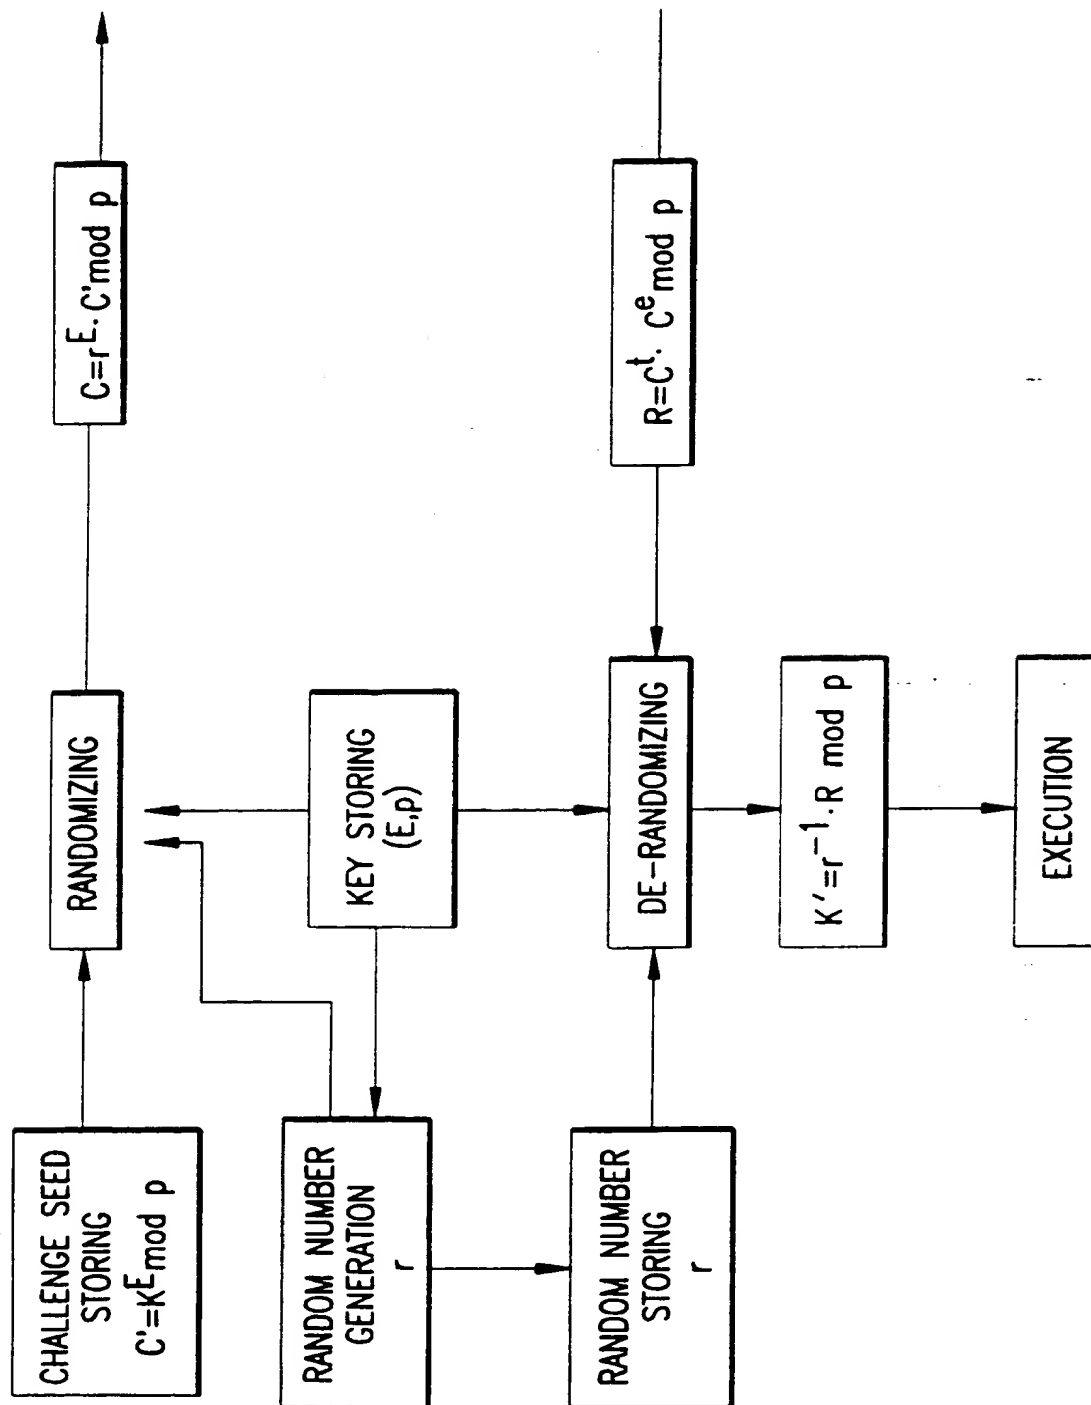 CHALLENGE SEED
STORING
C'=K^E mod p
RANDOMIZING
C=r^E · C' mod p
RANDOM NUMBER
GENERATION
r
KEY STORING
(E,p)
RANDOM NUMBER
STORING
r
DE-RANDOMIZING
R=C^t · C^e mod p
K'=r^-1 · R mod p
EXECUTION